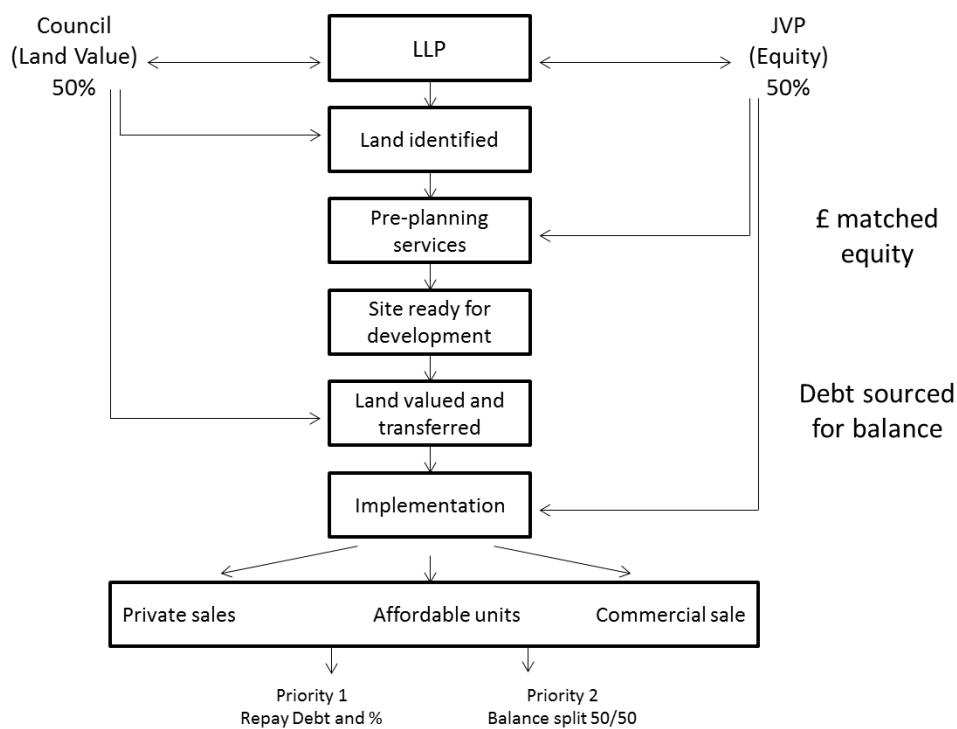 Council
(Land Value)
50%
LLP
JVP
(Equity)
50%
Land identified
Pre-planning
services
£ matched
equity
Site ready for
development
Land valued and
transferred
Debt sourced
for balance
Implementation
Private sales
Affordable units
Commercial sale
Priority 1
Repay Debt and %
Priority 2
Balance split 50/50